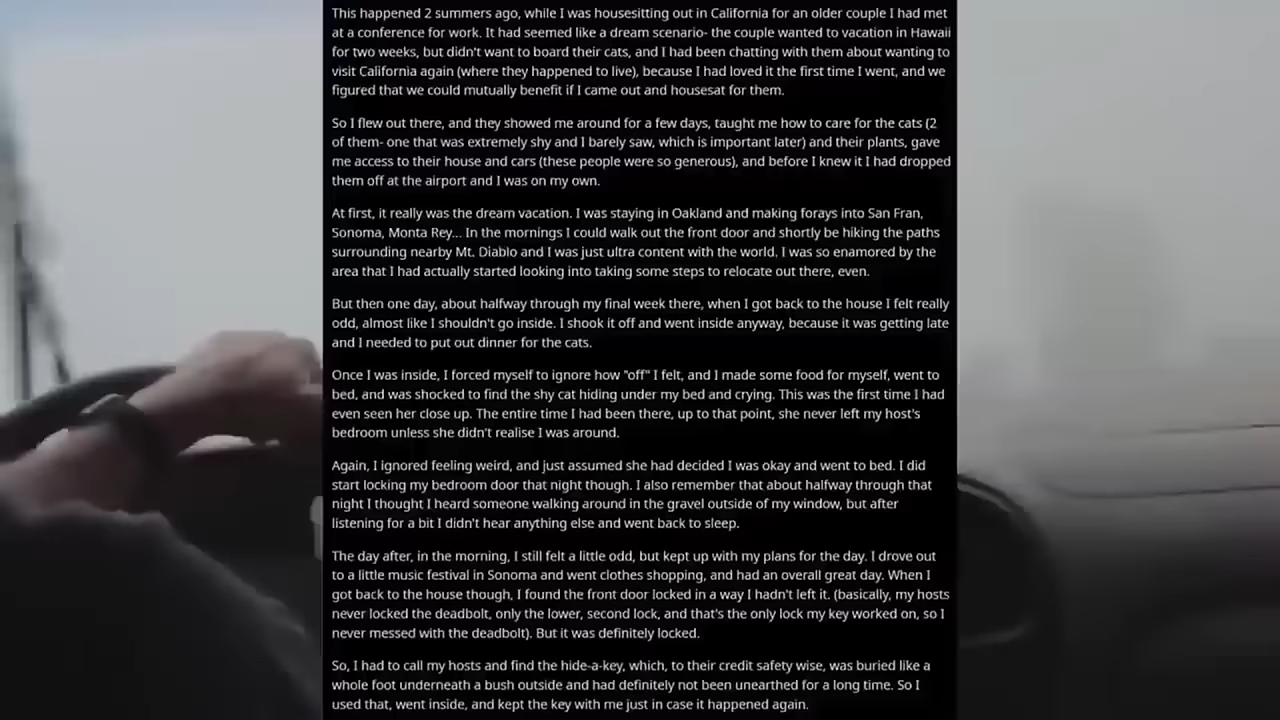 This happened 2 summers ago, while I was housesitting out in California for an older couple I had met
at a conference for work. It had seemed like a dream scenario- the couple wanted to vacation in Hawaii
for two weeks, but didn't want to board their cats, and I had been chatting with them about wanting to
visit California again (where they happened to live), because I had loved it the first time I went, and we
figured that we could mutually benefit if I came out and housesat for them.
So I flew out there, and they showed me around for a few days, taught me how to care for the cats (2
of them- one that was extremely shy and I barely saw, which is important later) and their plants, gave
me access to their house and cars (these people were so generous), and before I knew it I had dropped
them off at the airport and I was on my own.
At first, it really was the dream vacation. I was staying in Oakland and making forays into San Fran,
Sonoma, Monta Rey... In the mornings I could walk out the front door and shortly be hiking the paths
surrounding nearby Mt. Diablo and I was just ultra content with the world. I was so enamored by the
area that I had actually started looking into taking some steps to relocate out there, even.
But then one day, about halfway through my final week there, when I got back to the house I felt really
odd, almost like I shouldn't go inside. I shook it off and went inside anyway, because it was getting late
and I needed to put out dinner for the cats.
Once I was inside, I forced myself to ignore how "off" I felt, and I made some food for myself, went to
bed, and was shocked to find the shy cat hiding under my bed and crying. This was the first time I had
even seen her close up. The entire time I had been there, up to that point, she never left my host's
bedroom unless she didn't realise I was around.
Again, I ignored feeling weird, and just assumed she had decided I was okay and went to bed. I did
start locking my bedroom door that night though. I also remember that about halfway through that
night I thought I heard someone walking around in the gravel outside of my window, but after
listening for a bit I didn't hear anything else and went back to sleep.
The day after, in the morning, I still felt a little odd, but kept up with my plans for the day. I drove out
to a little music festival in Sonoma and went clothes shopping, and had an overall great day. When I
got back to the house though, I found the front door locked in a way I hadn't left it. (basically, my hosts
never locked the deadbolt, only the lower, second lock, and that's the only lock my key worked on, so I
never messed with the deadbolt). But it was definitely locked.
So, I had to call my hosts and find the hide-a-key, which, to their credit safety wise, was buried like a
whole foot underneath a bush outside and had definitely not been unearthed for a long time. So I
used that, went inside, and kept the key with me just in case it happened again.